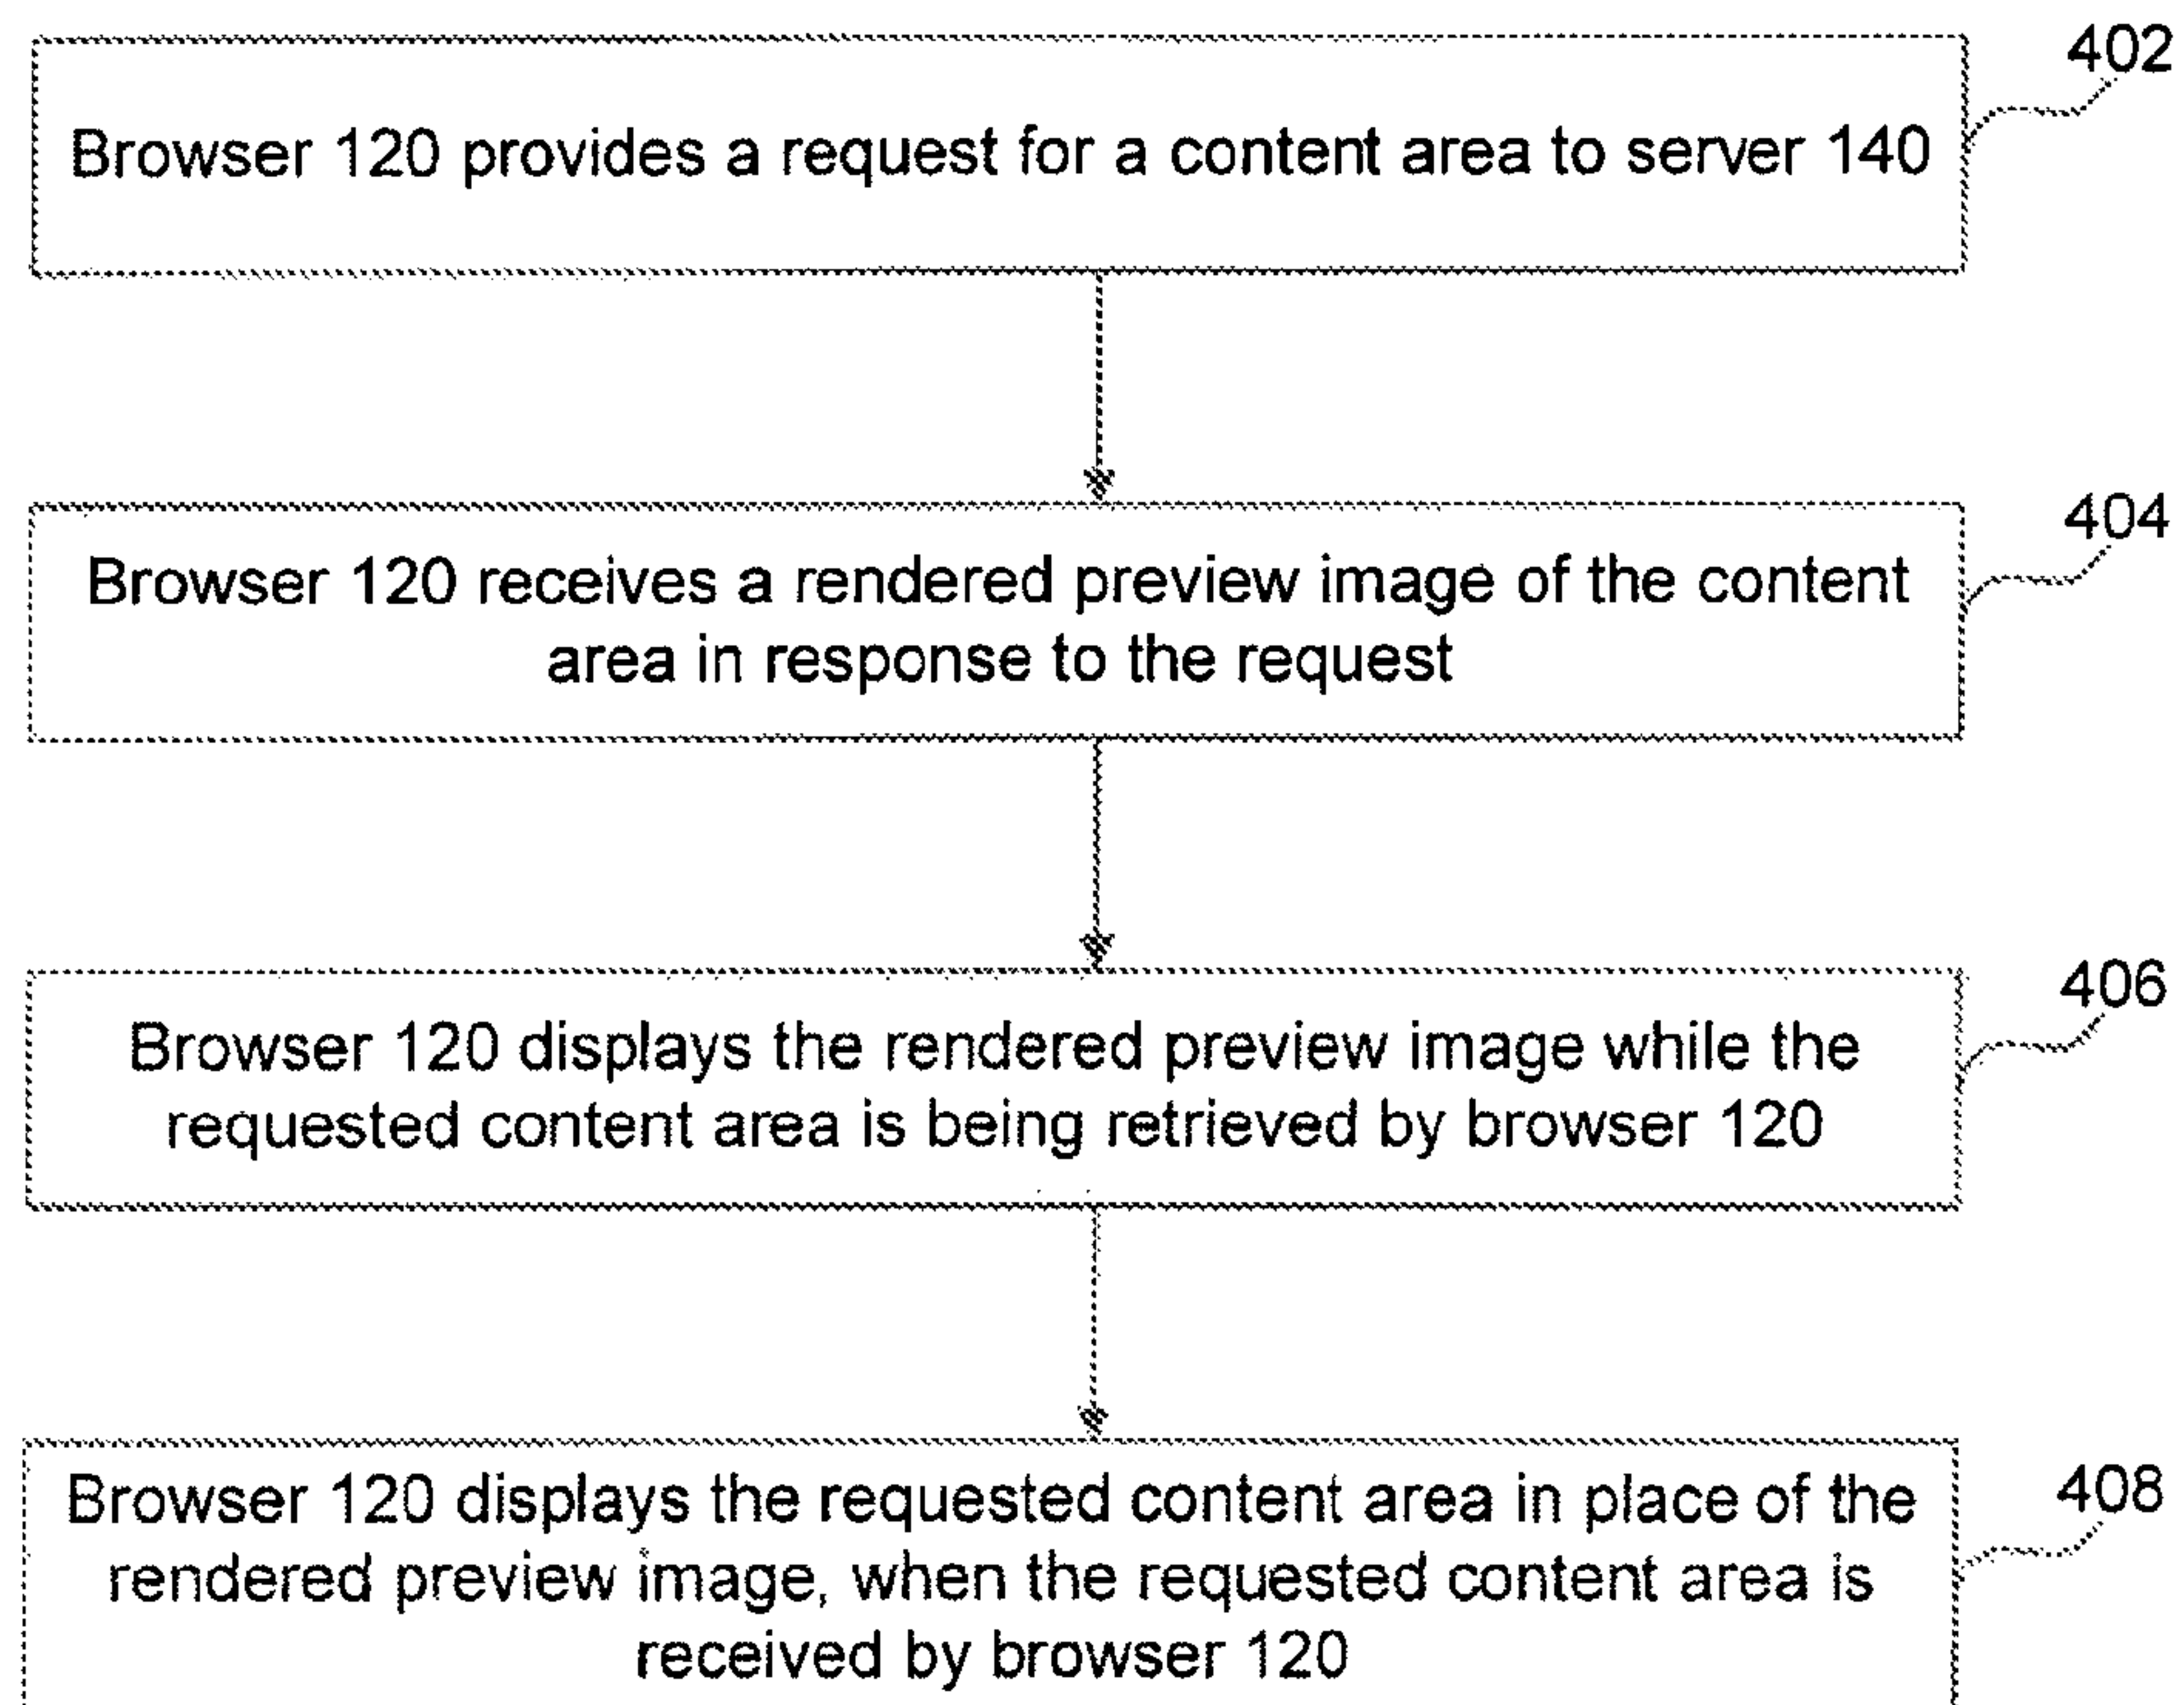 402
Browser 120 provides a request for a content area to server 140
404
Browser 120 receives a rendered preview image of the content
area in response to the request
406
Browser 120 displays the rendered preview image while the
requested content area is being retrieved by browser 120
408
Browser 120 displays the requested content area in place of the
rendered preview image, when the requested content area is
received by browser 120